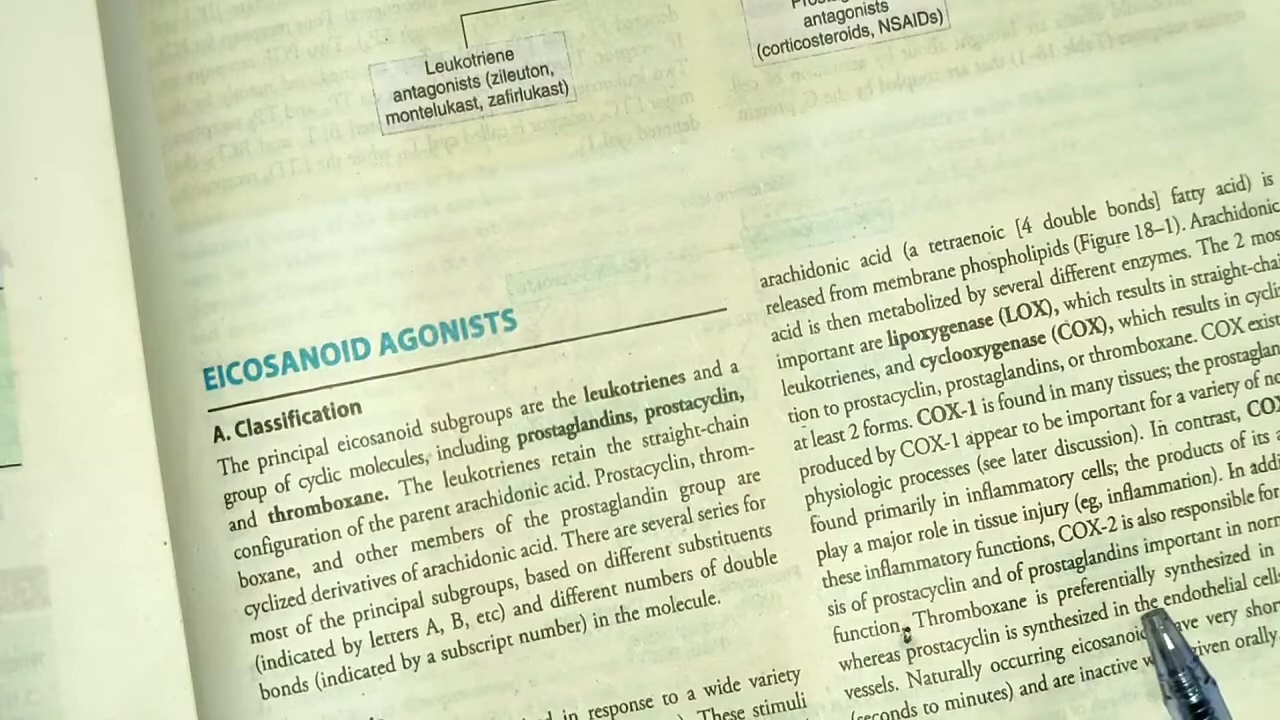 Leukotriene
antagonists (zileuton,
montelukast, zafirlukast)
antagonists
(corticosteroids, NSAIDs)
EICOSANOID AGONISTS
A. Classification
The principal eicosanoid subgroups are the leukotrienes and a
group of cyclic molecules, including prostaglandins, prostacyclin,
and thromboxane. The leukotrienes retain the straight-chain
configuration of the parent arachidonic acid. Prostacyclin, throm-
boxane, and other members of the prostaglandin group are
cyclized derivatives of arachidonic acid. There are several series for
most of the principal subgroups, based on different substituents
(indicated by letters A, B, etc) and different numbers of double
bonds (indicated by a subscript number) in the molecule.
in response to a wide variety
These stimuli
arachidonic acid (a tetraenoic [4 double bonds] fatty acid) is
released from membrane phospholipids (Figure 18–1). Arachidonic
acid is then metabolized by several different enzymes. The 2
important are lipoxygenase (LOX), which results in
leukotrienes, and cyclooxygenase (COX), which results in
tion to prostacyclin, prostaglandins, or thromboxane. COX
at least 2 forms. COX-1 is found in many tissues; the
produced by COX-1 appear to be important for a variety of
physiologic processes (see later discussion). In contrast,
found primarily in inflammatory cells; the products of its
play a major role in tissue injury (eg, inflammation). In
these inflammatory functions, COX-2 is also responsible for
sis of prostacyclin and of prostaglandins important in
function. Thromboxane is preferentially synthesized in
whereas prostacyclin is synthesized in the endothelial
vessels. Naturally occurring very
(seconds to minutes) and are inactive orally.